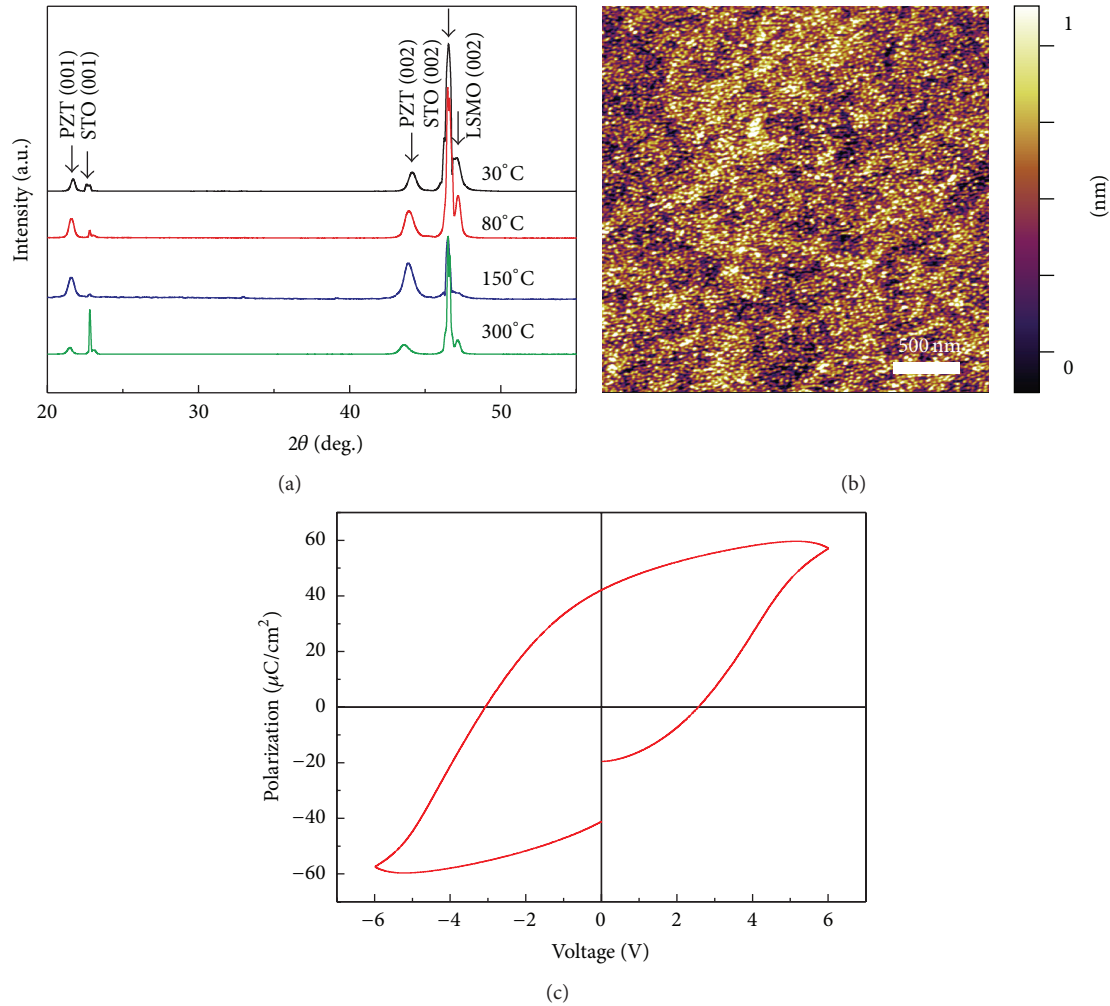 PZT (001)
STO (001)
PZT (002)
STO (002)
LSMO (002)
30°C
80°C
150°C
300°C
Intensity (a.u.)
20 30 40 50
2θ (deg.)
(a)
500 nm
1
0
(nm)
(b)
60
40
20
0
−20
−40
−60
Polarization (μC/cm²)
−6 −4 −2 0 2 4 6
Voltage (V)
(c)